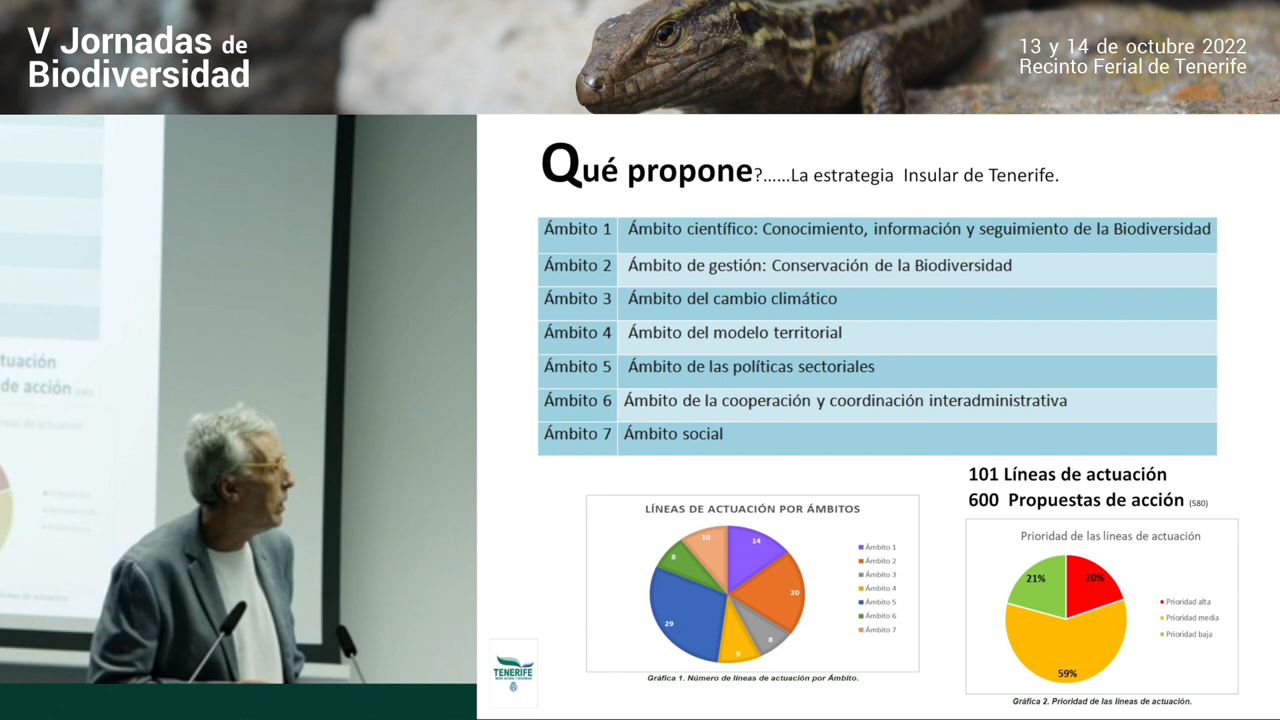 V Jornadas de
Biodiversidad
13 y 14 de octubre 2022
Recinto Ferial de Tenerife
Qué propone?......La estrategia Insular de Tenerife.
Ámbito 1 Ámbito científico: Conocimiento, información y seguimiento de la Biodiversidad
Ámbito 2 Ámbito de gestión: Conservación de la Biodiversidad
Ámbito 3 Ámbito del cambio climático
Ámbito 4 Ámbito del modelo territorial
Ámbito 5 Ámbito de las políticas sectoriales
Ámbito 6 Ámbito de la cooperación y coordinación interadministrativa
Ámbito 7 Ámbito social
101 Líneas de actuación
600 Propuestas de acción (580)
LÍNEAS DE ACTUACIÓN POR ÁMBITOS
14
20
8
9
29
8
10
Ámbito 1
Ámbito 2
Ámbito 3
Ámbito 4
Ámbito 5
Ámbito 6
Ámbito 7
Gráfica 1. Número de líneas de actuación por Ámbito.
Prioridad de las líneas de actuación
20%
59%
21%
Prioridad alta
Prioridad media
Prioridad baja
Gráfica 2. Prioridad de las líneas de actuación.
TENERIFE
tuación
de acción